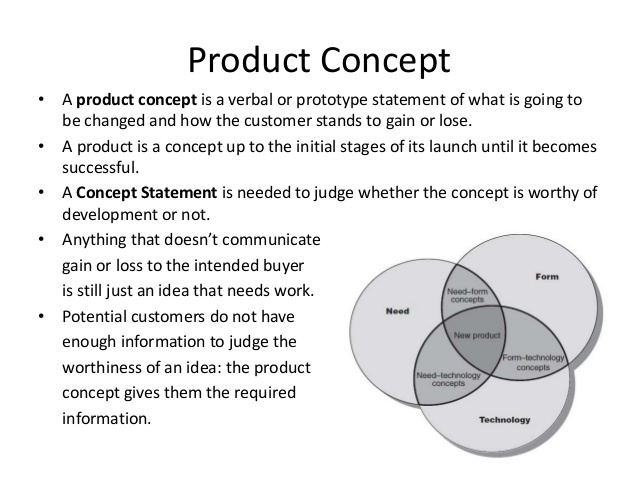 Product Concept
• A product concept is a verbal or prototype statement of what is going to
be changed and how the customer stands to gain or lose.
• A product is a concept up to the initial stages of its launch until it becomes
successful.
• A Concept Statement is needed to judge whether the concept is worthy of
development or not.
• Anything that doesn’t communicate
gain or loss to the intended buyer
is still just an idea that needs work.
• Potential customers do not have
enough information to judge the
worthiness of an idea: the product
concept gives them the required
information.
Form
Need–form
concepts
Need
New product
Form–technology
concepts
Need–technology
concepts
Technology